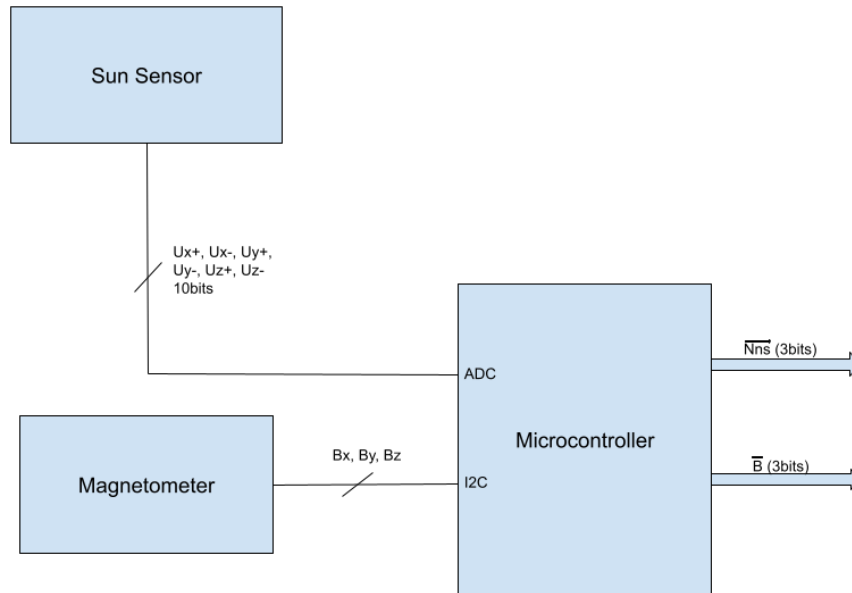 Sun Sensor
Ux+, Ux-, Uy+,
Uy-, Uz+, Uz-
10bits
ADC
Nns (3bits)
Microcontroller
Bx, By, Bz
I2C
B (3bits)
Magnetometer